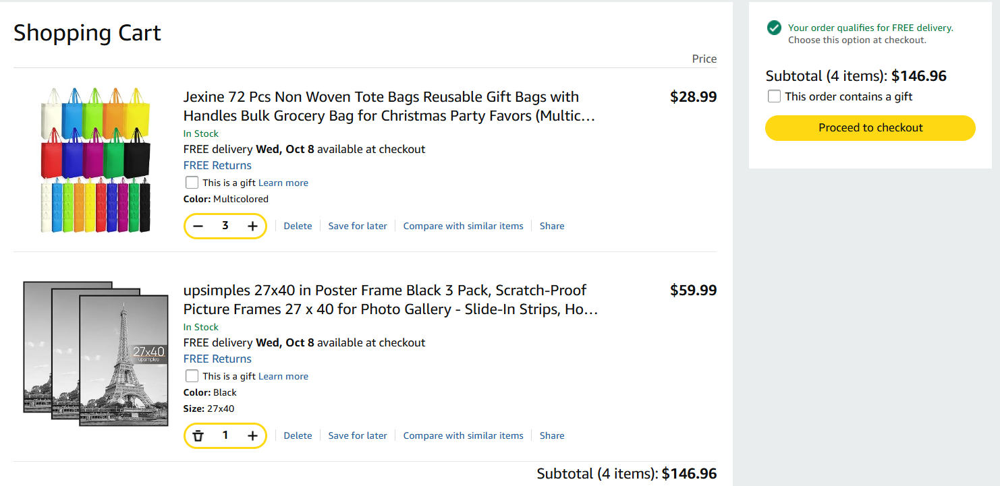 Shopping Cart
Price
Jexine 72 Pcs Non Woven Tote Bags Reusable Gift Bags with
Handles Bulk Grocery Bag for Christmas Party Favors (Multic...
$28.99
In Stock
FREE delivery Wed, Oct 8 available at checkout
FREE Returns
This is a gift Learn more
Color: Multicolored
3
Delete
Save for later
Compare with similar items
Share
27x40
upsimples
upsimples 27x40 in Poster Frame Black 3 Pack, Scratch-Proof
Picture Frames 27 x 40 for Photo Gallery - Slide-In Strips, Ho...
$59.99
In Stock
FREE delivery Wed, Oct 8 available at checkout
FREE Returns
This is a gift Learn more
Color: Black
Size: 27x40
1
Delete
Save for later
Compare with similar items
Share
Subtotal (4 items): $146.96
Your order qualifies for FREE delivery.
Choose this option at checkout.
Subtotal (4 items): $146.96
This order contains a gift
Proceed to checkout